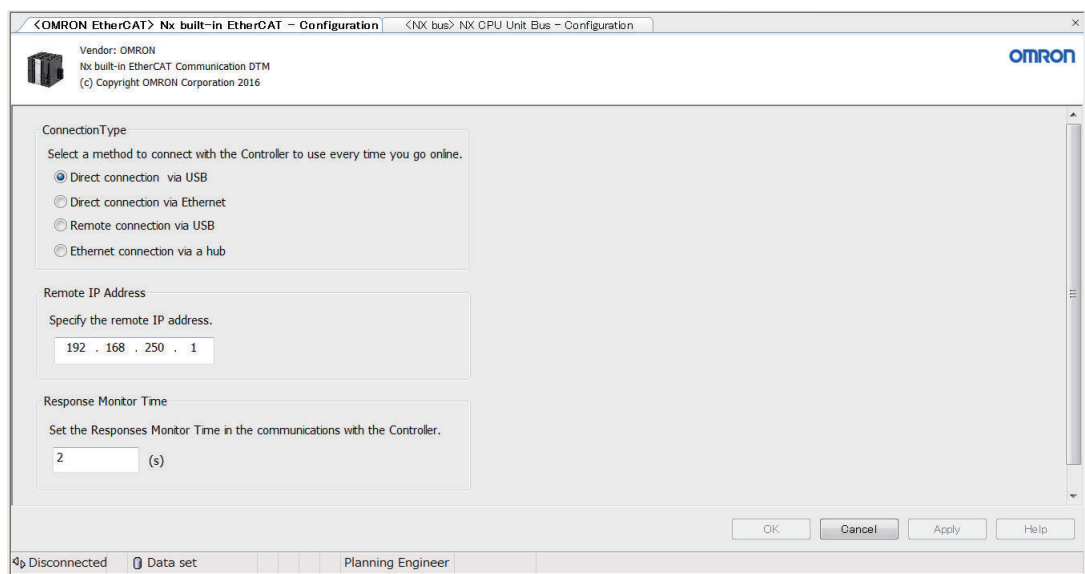 <OMRON EtherCAT> Nx built-in EtherCAT - Configuration
<NX bus> NX CPU Unit Bus - Configuration
Vendor: OMRON
Nx built-in EtherCAT Communication DTM
(c) Copyright OMRON Corporation 2016
OMRON
ConnectionType
Select a method to connect with the Controller to use every time you go online.
Direct connection via USB
Direct connection via Ethernet
Remote connection via USB
Ethernet connection via a hub
Remote IP Address
Specify the remote IP address.
192 . 168 . 250 . 1
Response Monitor Time
Set the Responses Monitor Time in the communications with the Controller.
2 (s)
OK Cancel Apply Help
Disconnected Data set Planning Engineer